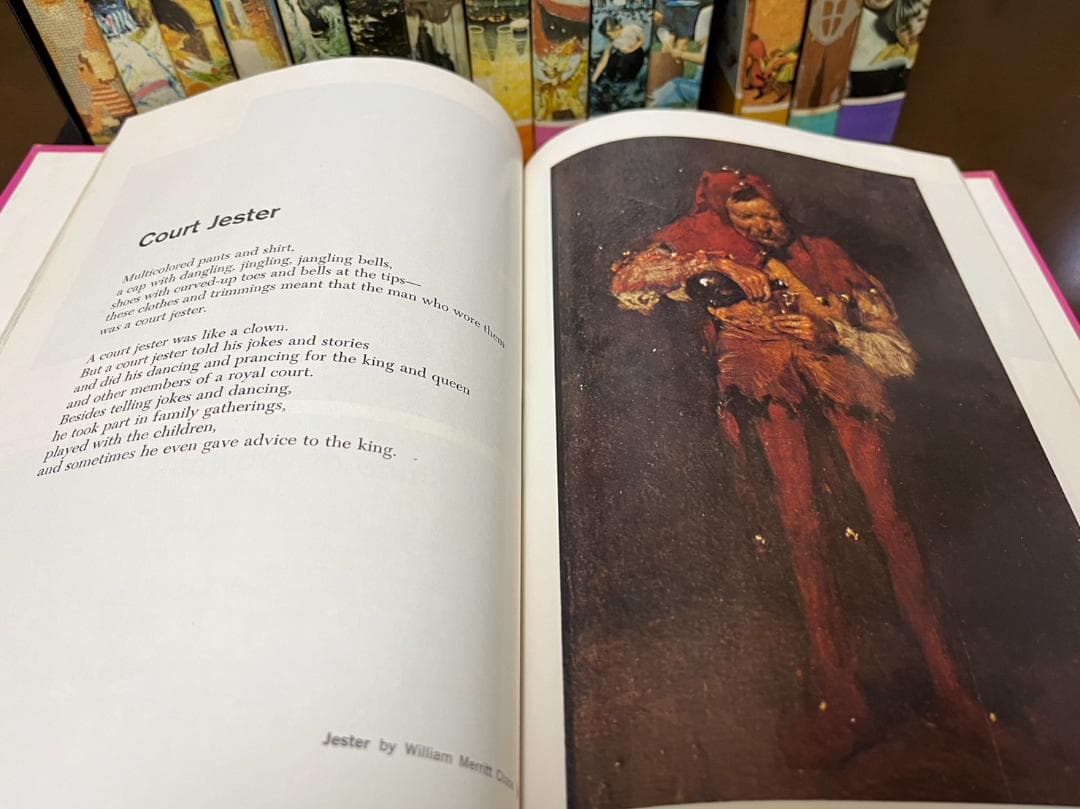 Court Jester
Multicolored pants and shirt,
a cap with dangling, jingling, jangling bells,
shoes with curved-up toes and bells at the tips—
these clothes and trimmings meant that the man who wore them
was a court jester.
A court jester was like a clown.
But a court jester told his jokes and stories
and did his dancing and prancing for the king and queen
and other members of a royal court.
Besides telling jokes and dancing,
he took part in family gatherings,
played with the children,
and sometimes he even gave advice to the king.
Jester by William Merritt Chase